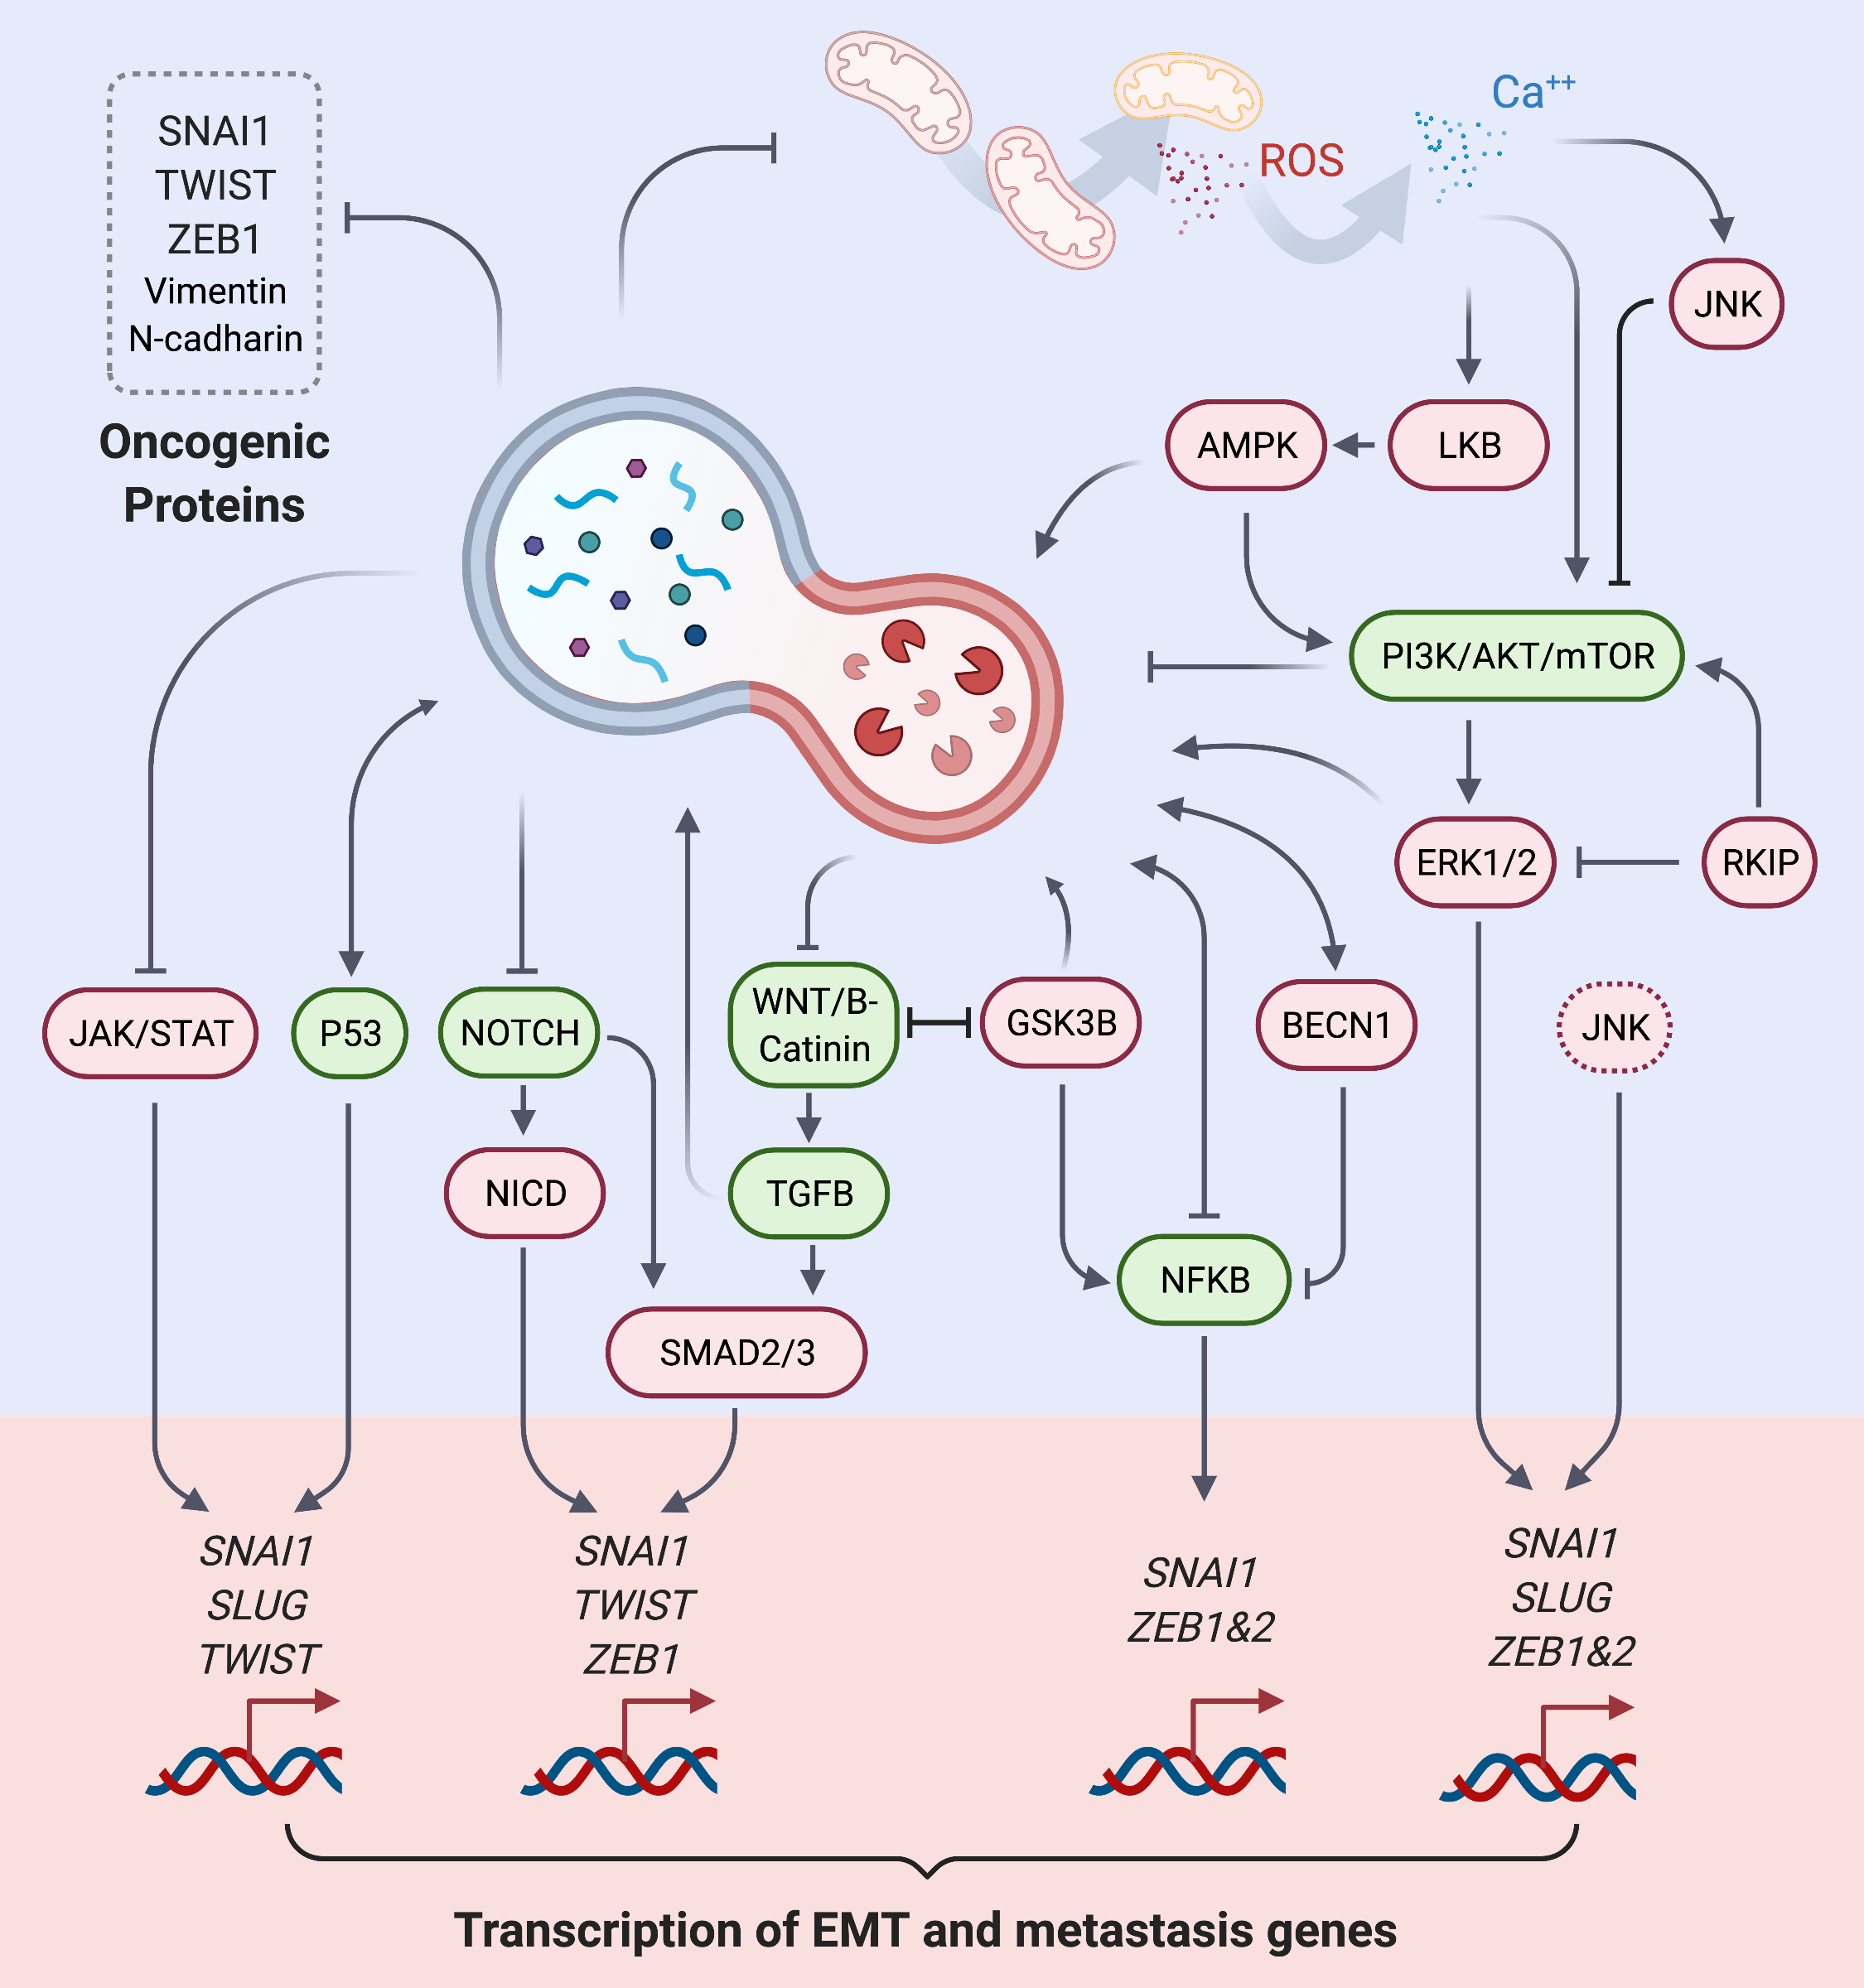 Ca++
ROS
SNAI1
TWIST
ZEB1
Vimentin
N-cadharin
Oncogenic
Proteins
JNK
AMPK
LKB
PI3K/AKT/mTOR
ERK1/2
RKIP
JAK/STAT
P53
NOTCH
WNT/B-
Catinin
GSK3B
BECN1
JNK
NICD
TGFB
NFKB
SMAD2/3
SNAI1
SLUG
TWIST
SNAI1
TWIST
ZEB1
SNAI1
ZEB1&2
SNAI1
SLUG
ZEB1&2
Transcription of EMT and metastasis genes